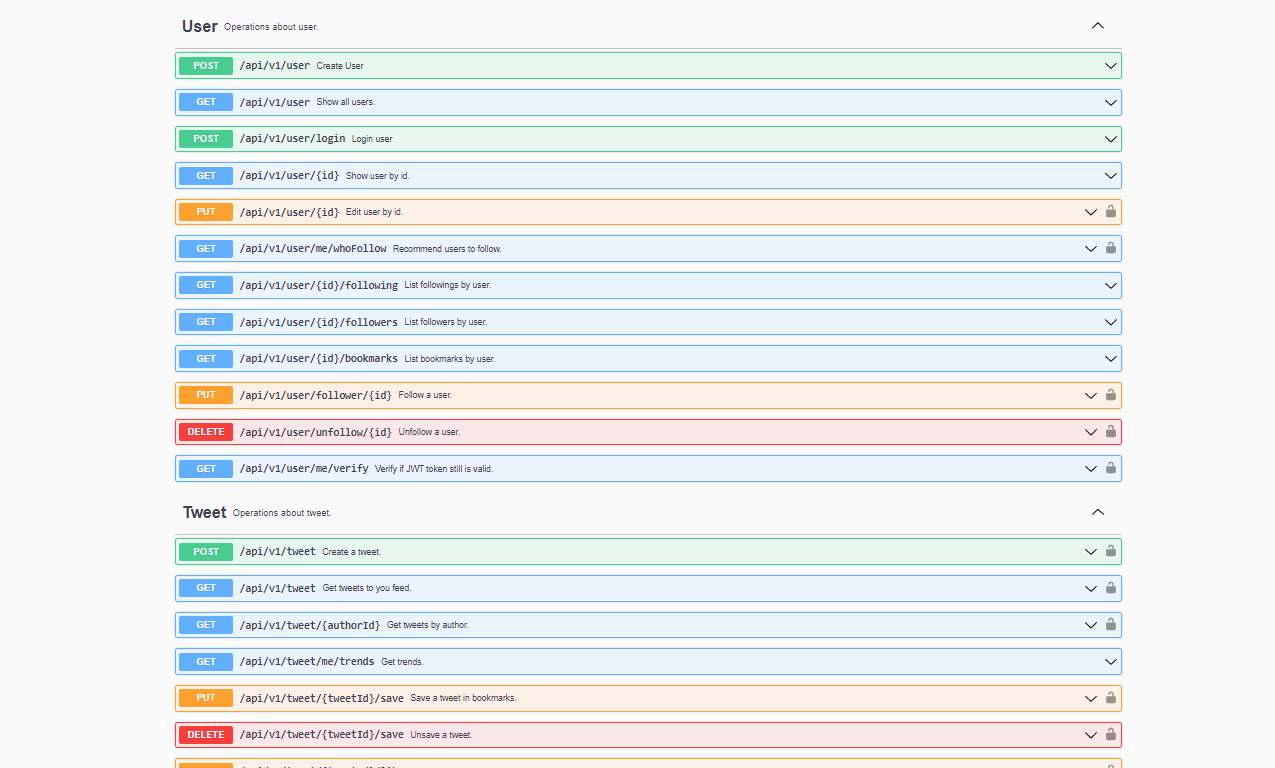 User Operations about user.
POST /api/v1/user Create User
GET /api/v1/user Show all users.
POST /api/v1/user/login Login user
GET /api/v1/user/{id} Show user by id.
PUT /api/v1/user/{id} Edit user by id.
GET /api/v1/user/me/whoFollow Recommend users to follow.
GET /api/v1/user/{id}/following List followings by user.
GET /api/v1/user/{id}/followers List followers by user.
GET /api/v1/user/{id}/bookmarks List bookmarks by user.
PUT /api/v1/user/follower/{id} Follow a user.
DELETE /api/v1/user/unfollow/{id} Unfollow a user.
GET /api/v1/user/me/verify Verify if JWT token still is valid.
Tweet Operations about tweet.
POST /api/v1/tweet Create a tweet.
GET /api/v1/tweet Get tweets to you feed.
GET /api/v1/tweet/{authorId} Get tweets by author.
GET /api/v1/tweet/me/trends Get trends.
PUT /api/v1/tweet/{tweetId}/save Save a tweet in bookmarks.
DELETE /api/v1/tweet/{tweetId}/save Unsave a tweet.